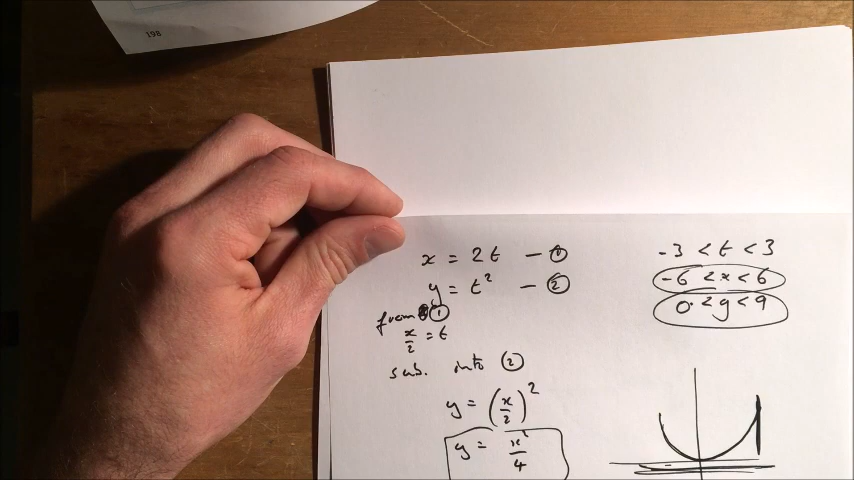 198
x = 2t - ①
y = t² - ②
from ①
x/2 = t
sub. into ②
y = (x/2)²
y = x²/4
-3 < t < 3
-6 < x < 6
0 < y < 9